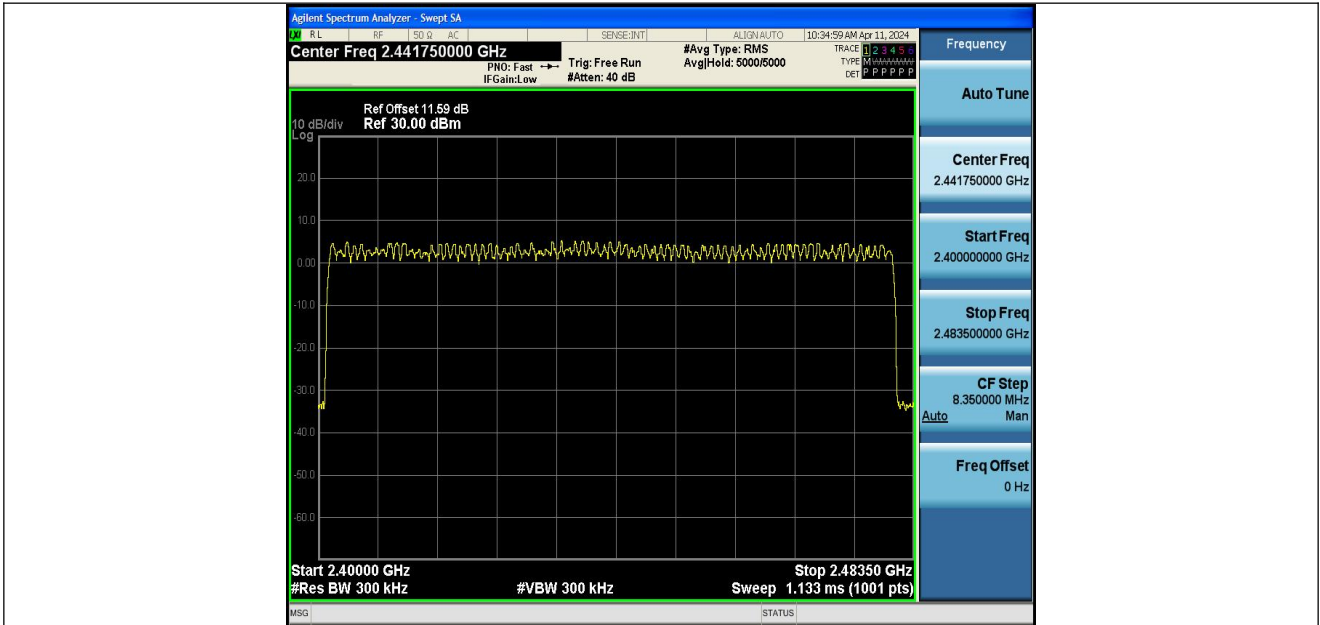 Agilent Spectrum Analyzer - Swept SA
LXI RL RF 50 Ω AC SENSE:INT ALIGN AUTO 10:34:59 AM Apr 11, 2024
Center Freq 2.441750000 GHz
PNO: Fast
IFGain:Low
Trig: Free Run
#Atten: 40 dB
#Avg Type: RMS
Avg|Hold: 5000/5000
TRACE 1 2 3 4 5 6
TYPE M
DET P P P P P P
Ref Offset 11.59 dB
10 dB/div Ref 30.00 dBm
Log
20.0
10.0
0.00
-10.0
-20.0
-30.0
-40.0
-50.0
-60.0
Start 2.40000 GHz Stop 2.48350 GHz
#Res BW 300 kHz #VBW 300 kHz Sweep 1.133 ms (1001 pts)
MSG STATUS
Frequency
Auto Tune
Center Freq
2.441750000 GHz
Start Freq
2.400000000 GHz
Stop Freq
2.483500000 GHz
CF Step
8.350000 MHz
Auto Man
Freq Offset
0 Hz